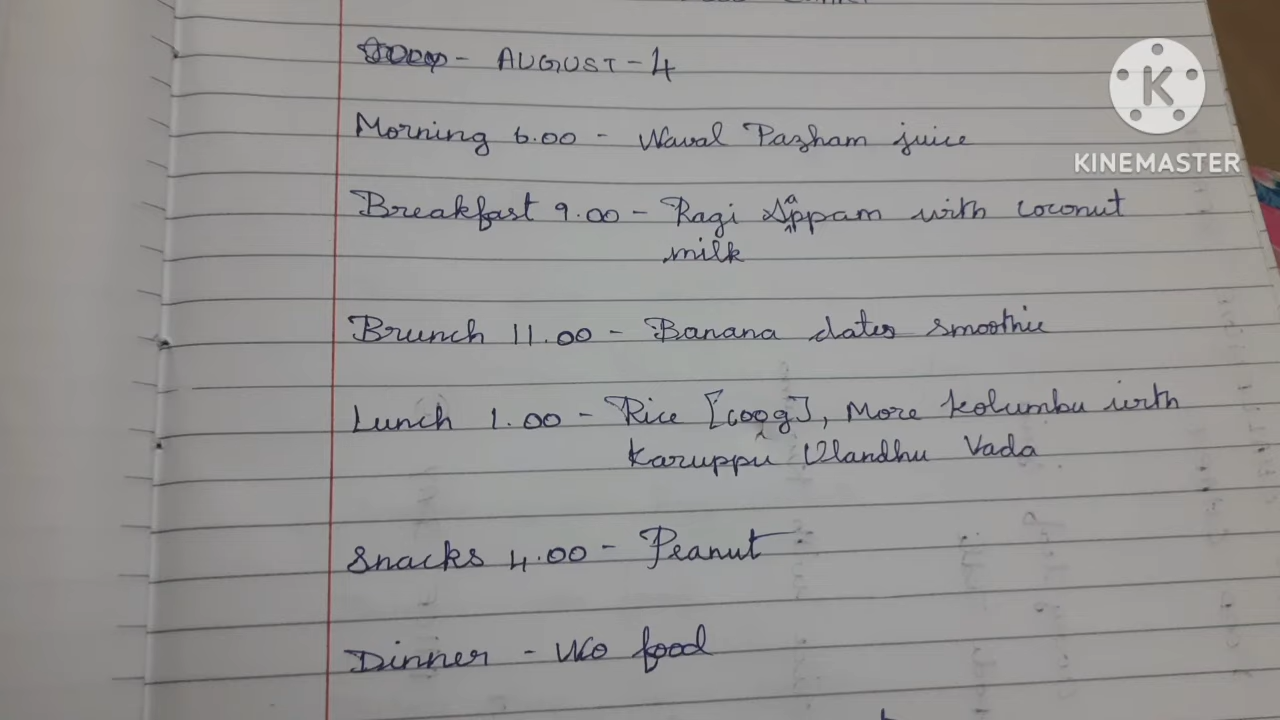 AUGUST - 4
KINEMASTER
Morning 6.00 - Naval Pazham juice
Breakfast 9.00 - Ragi Appam with coconut
milk
Brunch 11.00 - Banana dates smoothie
Lunch 1.00 - Rice [600g], More kolumbu with
Karuppu Ulandhu Vada
Snacks 4.00 - Peanut
Dinner - No food